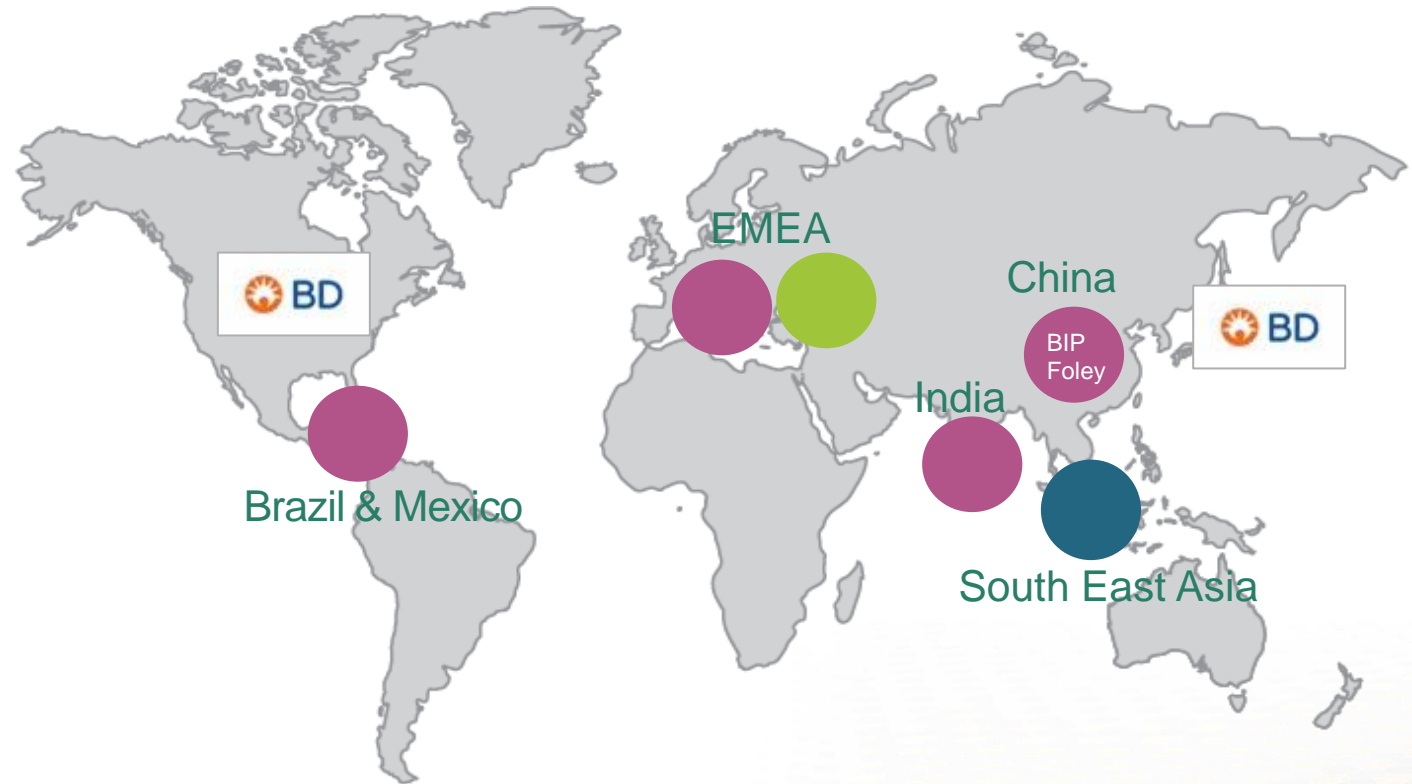 EMEA
BD
China
BD
BIP
Foley
India
Brazil & Mexico
South East Asia